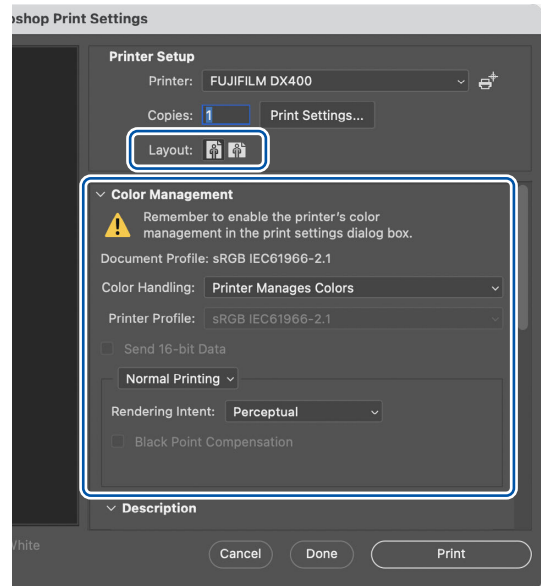 oshop Print Settings
Printer Setup
Printer: FUJIFILM DX400
Copies: 1 Print Settings...
Layout:
Color Management
Remember to enable the printer's color
management in the print settings dialog box.
Document Profile: sRGB IEC61966-2.1
Color Handling: Printer Manages Colors
Printer Profile: sRGB IEC61966-2.1
Send 16-bit Data
Normal Printing
Rendering Intent: Perceptual
Black Point Compensation
Description
White
Cancel Done Print